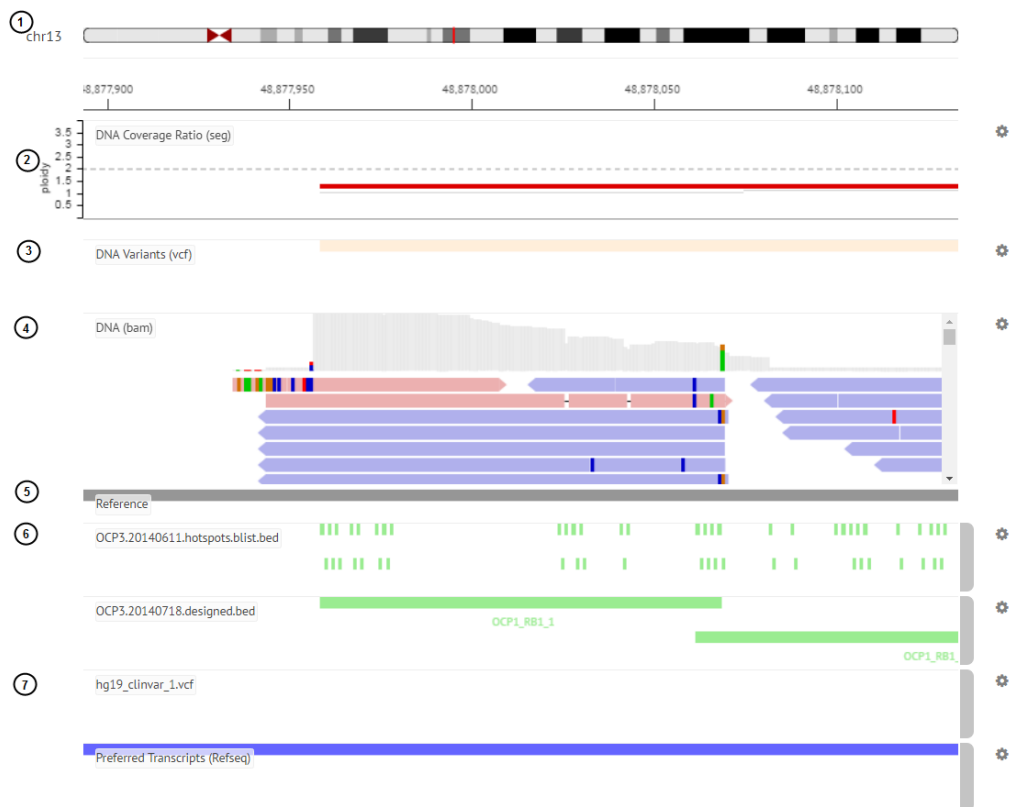 1
chr13
48,877,900 48,877,950 48,878,000 48,878,050 48,878,100
2
ploidy
3.5
3
2.5
2
1.5
1
0.5
DNA Coverage Ratio (seg)
3
DNA Variants (vcf)
4
DNA (bam)
5
Reference
6
OCP3.20140611.hotspots.blist.bed
OCP3.20140718.designed.bed
OCP1_RB1_1
OCP1_RB1_
7
hg19_clinvar_1.vcf
Preferred Transcripts (Refseq)